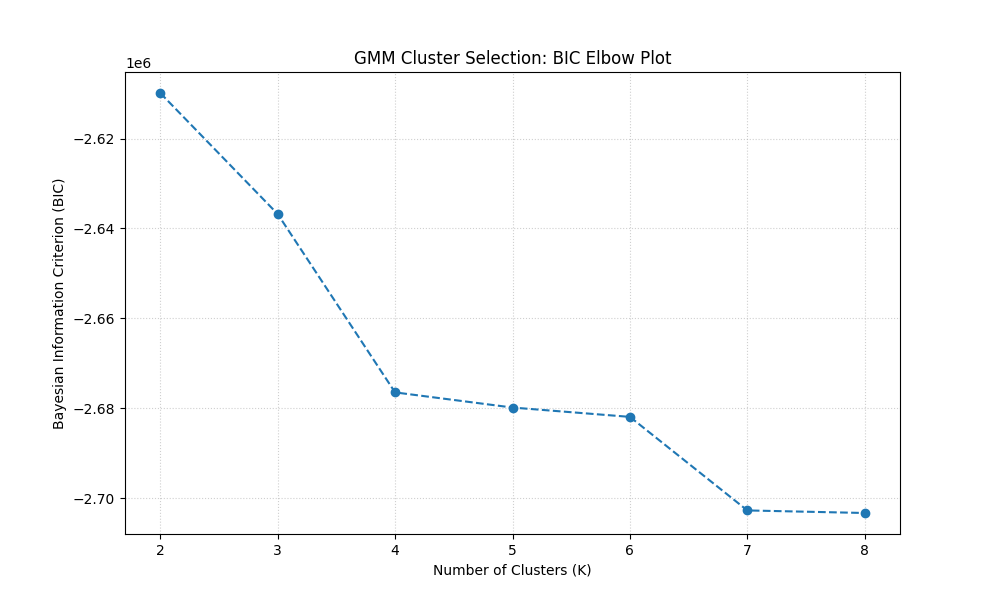 GMM Cluster Selection: BIC Elbow Plot
1e6
−2.62
−2.64
−2.66
−2.68
−2.70
Bayesian Information Criterion (BIC)
2 3 4 5 6 7 8
Number of Clusters (K)